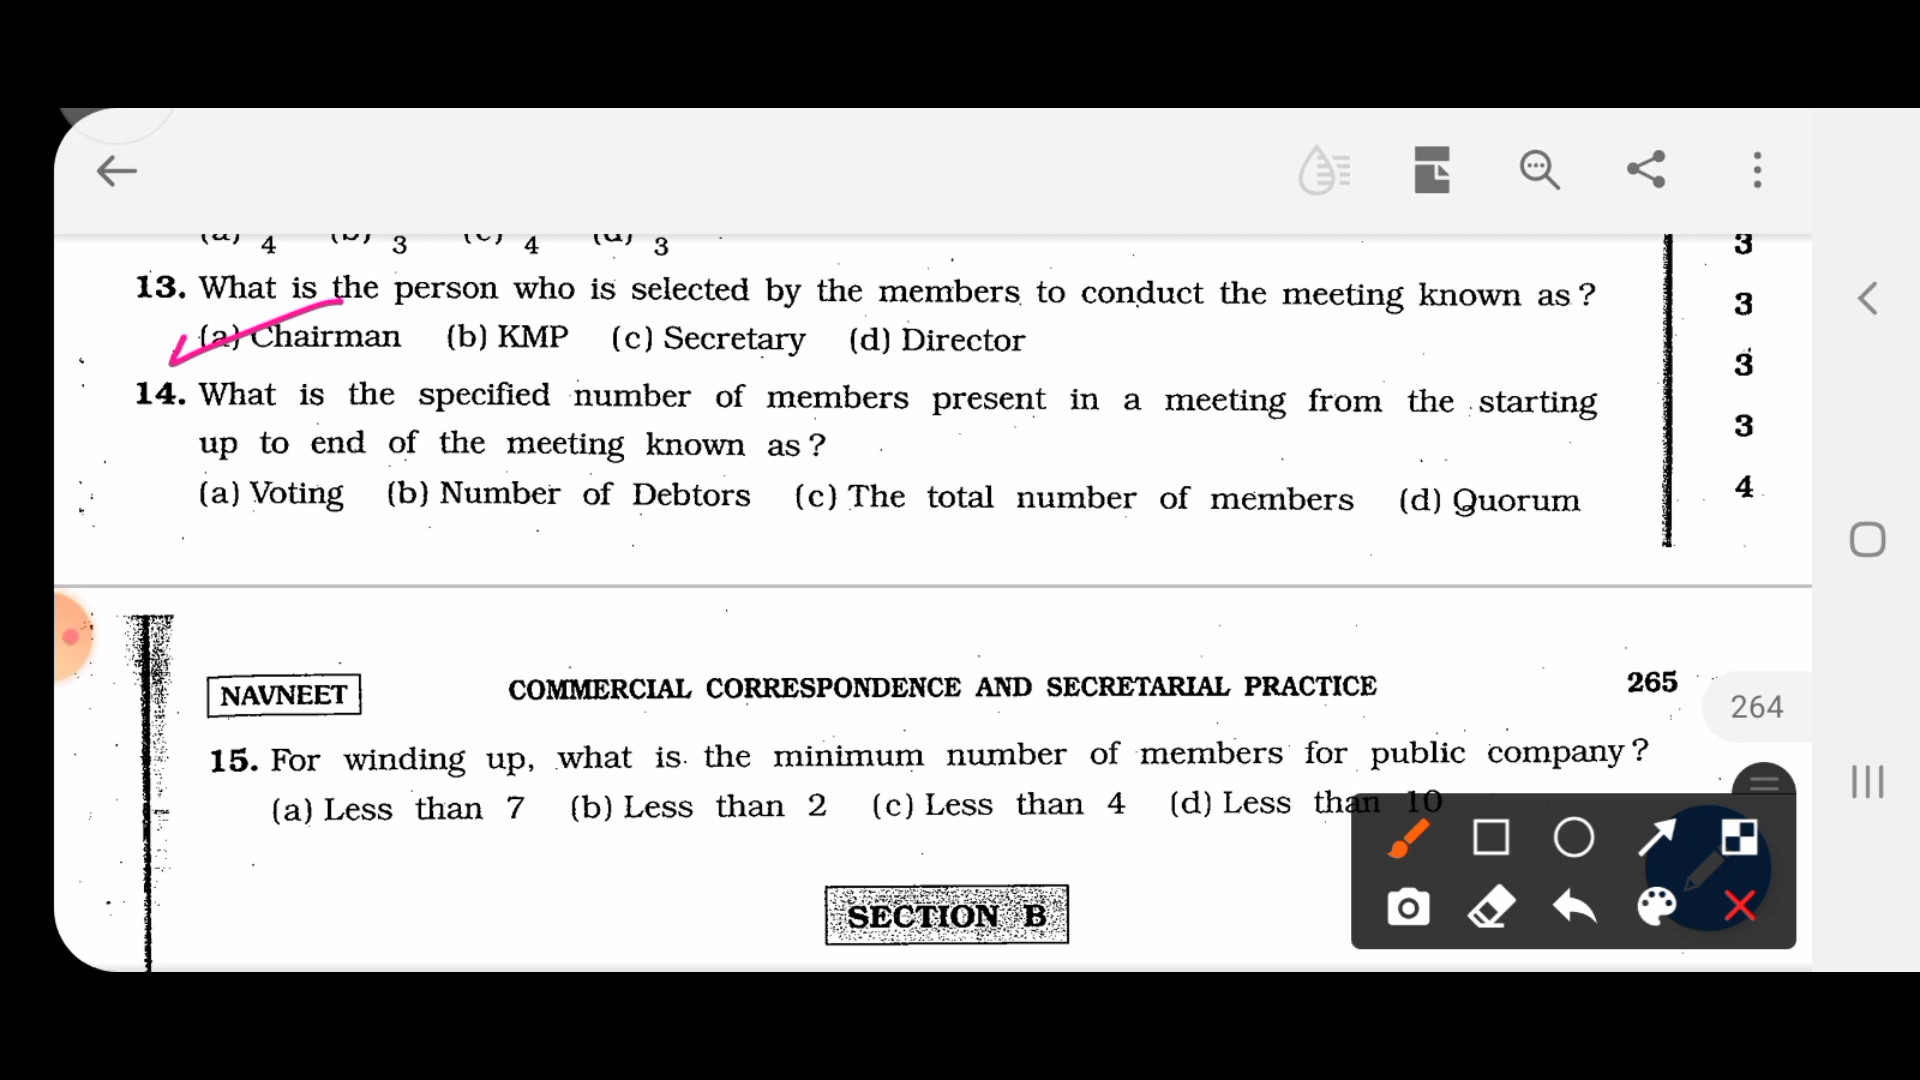 4 3 4 3
3
13. What is the person who is selected by the members to conduct the meeting known as ?
3
(a) Chairman (b) KMP (c) Secretary (d) Director
3
14. What is the specified number of members present in a meeting from the starting
3
up to end of the meeting known as ?
(a) Voting (b) Number of Debtors (c) The total number of members (d) Quorum
4
NAVNEET COMMERCIAL CORRESPONDENCE AND SECRETARIAL PRACTICE 265
264
15. For winding up, what is the minimum number of members for public company ?
(a) Less than 7 (b) Less than 2 (c) Less than 4 (d) Less than 10
SECTION B